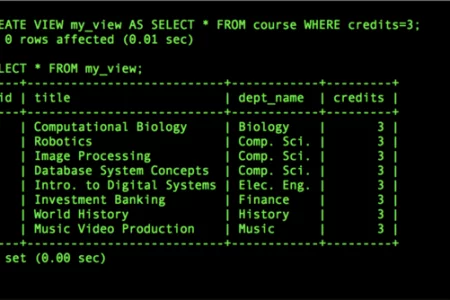 EATE VIEW my_view AS SELECT * FROM course WHERE credits=3;
0 rows affected (0.01 sec)
LECT * FROM my_view;
id | title | dept_name | credits |
| Computational Biology | Biology | 3 |
| Robotics | Comp. Sci. | 3 |
| Image Processing | Comp. Sci. | 3 |
| Database System Concepts | Comp. Sci. | 3 |
| Intro. to Digital Systems | Elec. Eng. | 3 |
| Investment Banking | Finance | 3 |
| World History | History | 3 |
| Music Video Production | Music | 3 |
set (0.00 sec)